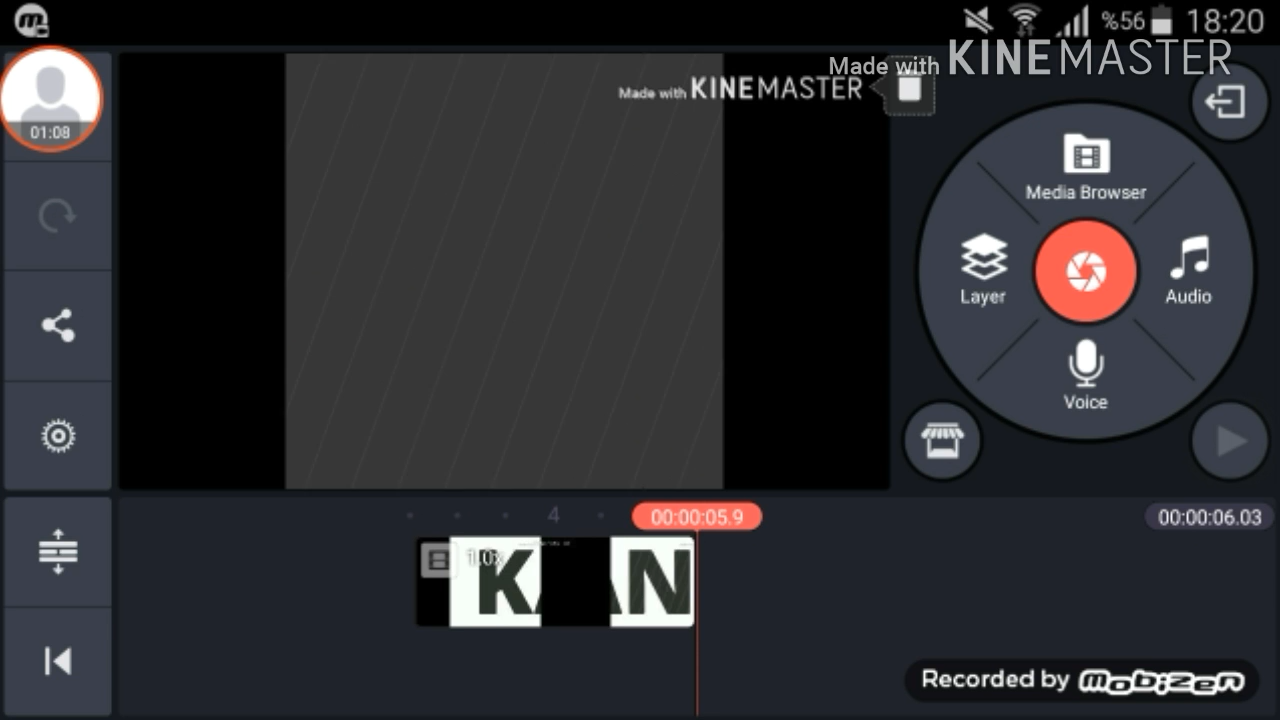 %56 18:20
Made with KINEMASTER
Made with KINEMASTER
01:08
Media Browser
Layer
Audio
Voice
4
00:00:05.9
00:00:06.03
1.0x
KAN
Recorded by mobizen